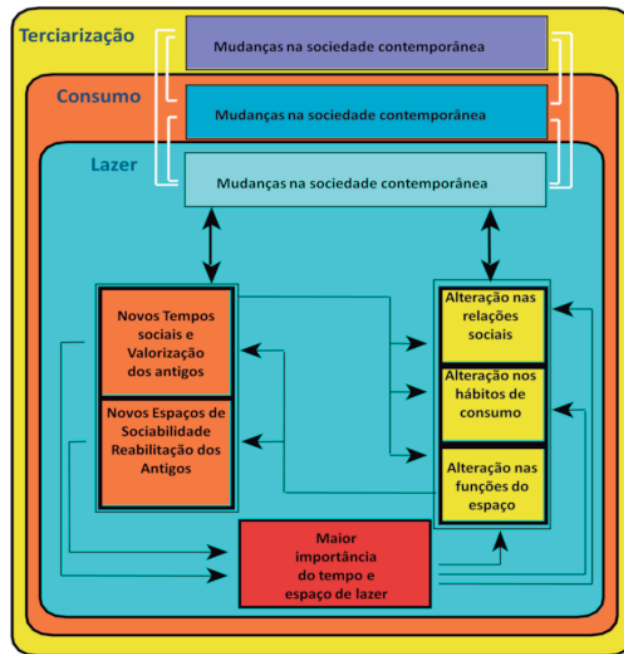 Terciarização
Mudanças na sociedade contemporânea
Consumo
Mudanças na sociedade contemporânea
Lazer
Mudanças na sociedade contemporânea
Novos Tempos
sociais e
Valorização
dos antigos
Novos Espaços de
Sociabilidade
Reabilitação dos
Antigos
Alteração nas
relações
sociais
Alteração nos
hábitos de
consumo
Alteração nas
funções do
espaço
Maior
importância
do tempo e
espaço de lazer